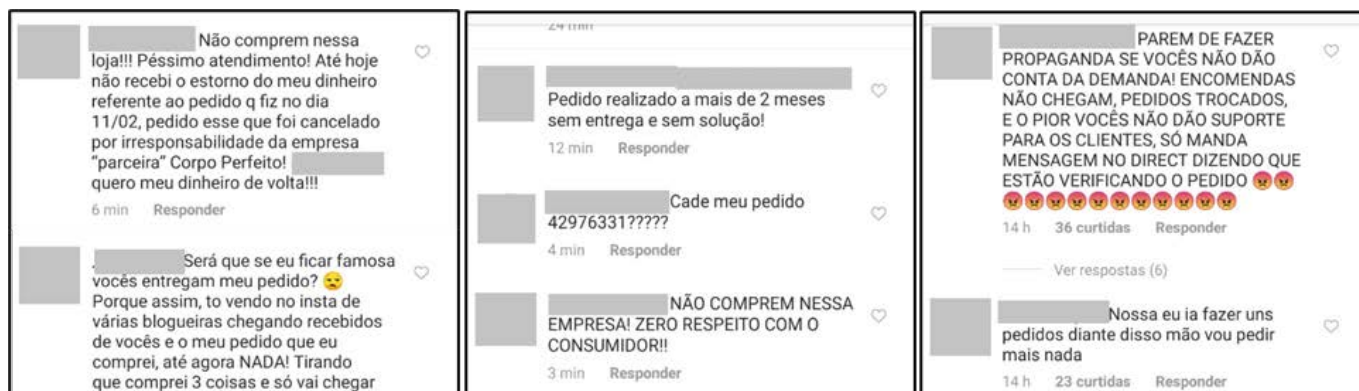 Não comprem nessa
loja!!! Péssimo atendimento! Até hoje
não recebi o estorno do meu dinheiro
referente ao pedido q fiz no dia
11/02, pedido esse que foi cancelado
por irresponsabilidade da empresa
"parceira" Corpo Perfeito!
quero meu dinheiro de volta!!!
6 min Responder
Será que se eu ficar famosa
vocês entregam meu pedido? 😒
Porque assim, to vendo no insta de
várias blogueiras chegando recebidos
de vocês e o meu pedido que eu
comprei, até agora NADA! Tirando
que comprei 3 coisas e só vai chegar
24 min
Pedido realizado a mais de 2 meses
sem entrega e sem solução!
12 min Responder
Cade meu pedido
42976331?????
4 min Responder
NÃO COMPREM NESSA
EMPRESA! ZERO RESPEITO COM O
CONSUMIDOR!!
3 min Responder
PAREM DE FAZER
PROPAGANDA SE VOCÊS NÃO DÃO
CONTA DA DEMANDA! ENCOMENDAS
NÃO CHEGAM, PEDIDOS TROCADOS,
E O PIOR VOCÊS NÃO DÃO SUPORTE
PARA OS CLIENTES, SÓ MANDA
MENSAGEM NO DIRECT DIZENDO QUE
ESTÃO VERIFICANDO O PEDIDO 😡😡
😡😡😡😡😡😡😡😡😡😡😡
14 h 36 curtidas Responder
Ver respostas (6)
Nossa eu ia fazer uns
pedidos diante disso mão vou pedir
mais nada
14 h 23 curtidas Responder